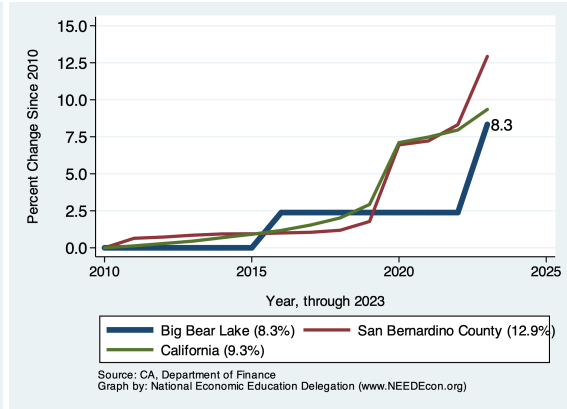 Percent Change Since 2010
15.0
12.5
10.0
7.5
5.0
2.5
0.0
8.3
2010 2015 2020 2025
Year, through 2023
Big Bear Lake (8.3%) San Bernardino County (12.9%)
California (9.3%)
Source: CA, Department of Finance
Graph by: National Economic Education Delegation (www.NEEDEcon.org)